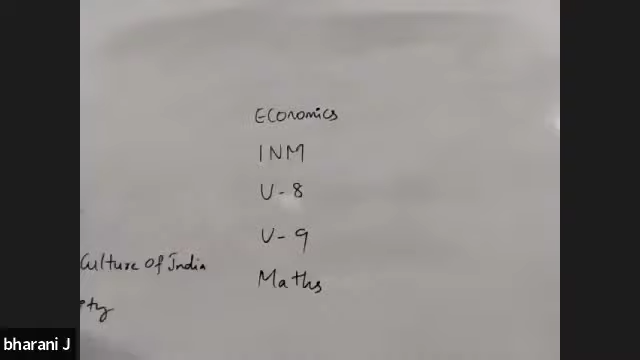 Economics
INM
U-8
U-9
Culture Of India
Maths
bharani J